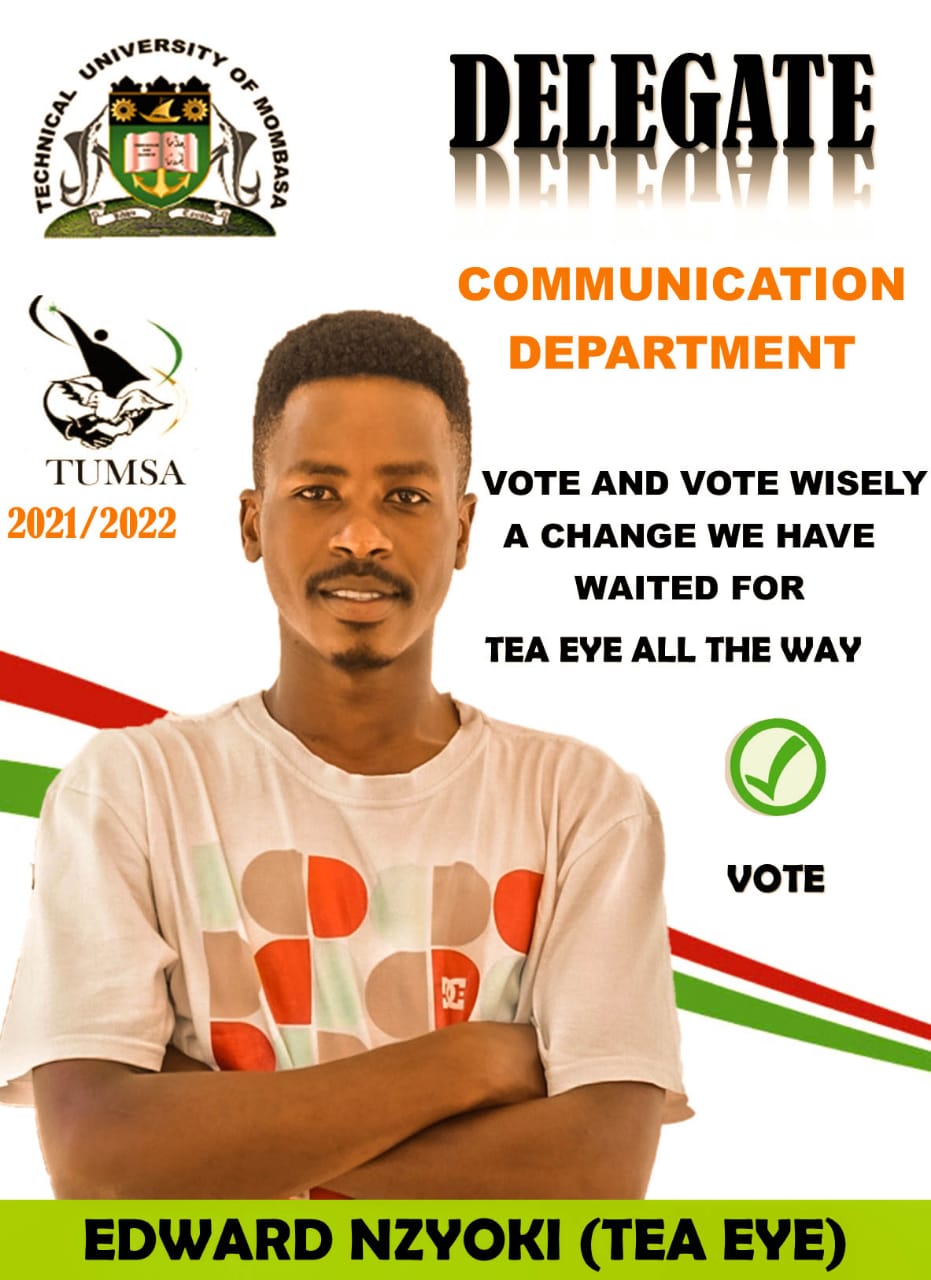 TECHNICAL UNIVERSITY OF MOMBASA
DELEGATE
COMMUNICATION
DEPARTMENT
TUMSA
2021/2022
VOTE AND VOTE WISELY
A CHANGE WE HAVE
WAITED FOR
TEA EYE ALL THE WAY
VOTE
EDWARD NZYOKI (TEA EYE)